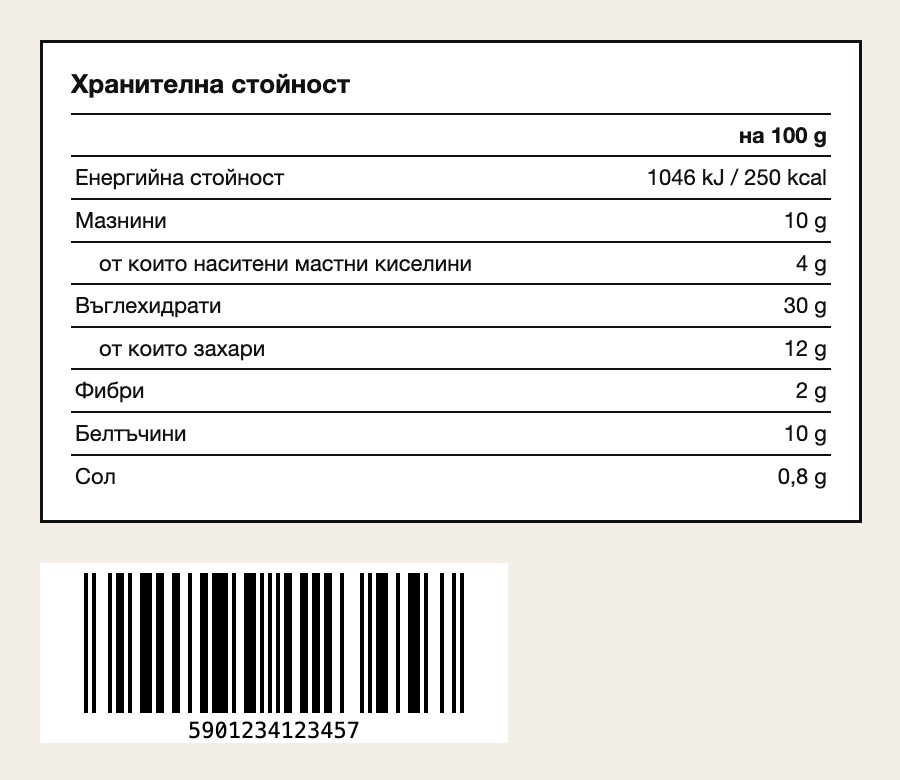 Хранителна стойност
на 100 g
Енергийна стойност 1046 kJ / 250 kcal
Мазнини 10 g
от които наситени мастни киселини 4 g
Въглехидрати 30 g
от които захари 12 g
Фибри 2 g
Белтъчини 10 g
Сол 0,8 g
5901234123457